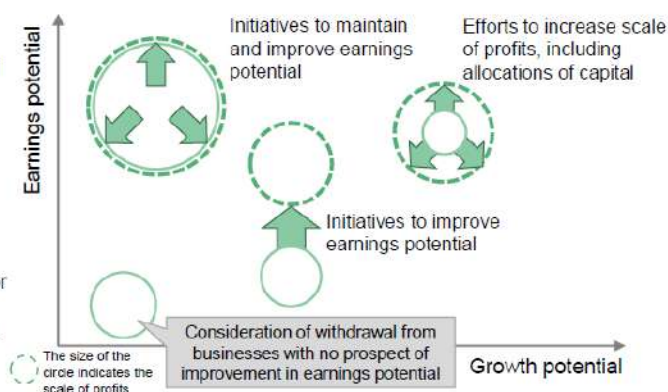 Initiatives to maintain
and improve earnings
potential
Efforts to increase scale
of profits, including
allocations of capital
Earnings potential
Initiatives to improve
earnings potential
Consideration of withdrawal from
businesses with no prospect of
improvement in earnings potential
Growth potential
The size of the
circle indicates the
scale of profits